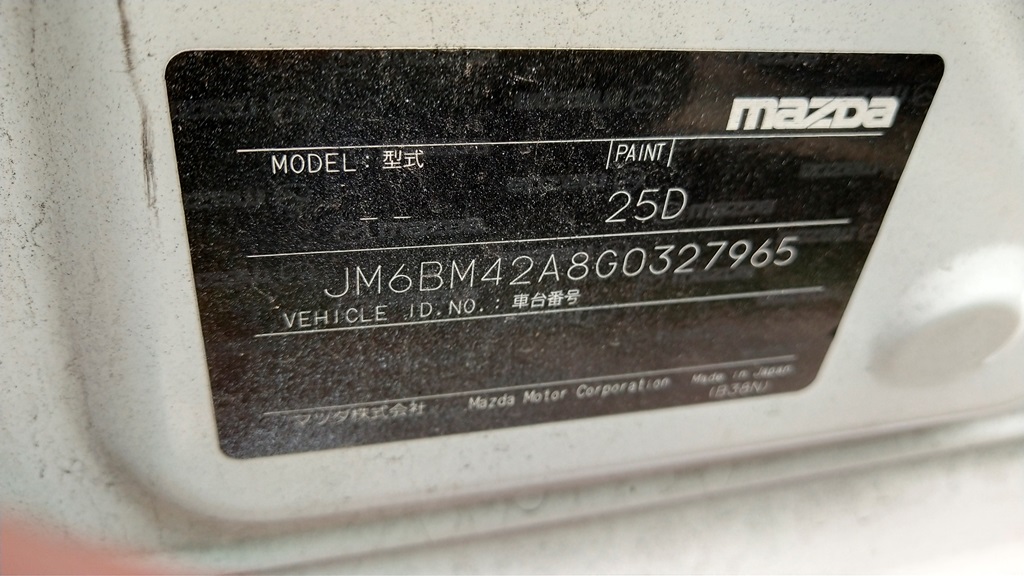 mazda
MODEL : 型式
PAINT
25D
JM6BM42A8G0327965
VEHICLE ID.NO. : 車台番号
マツダ株式会社 Mazda Motor Corporation Made in Japan
(B38N)